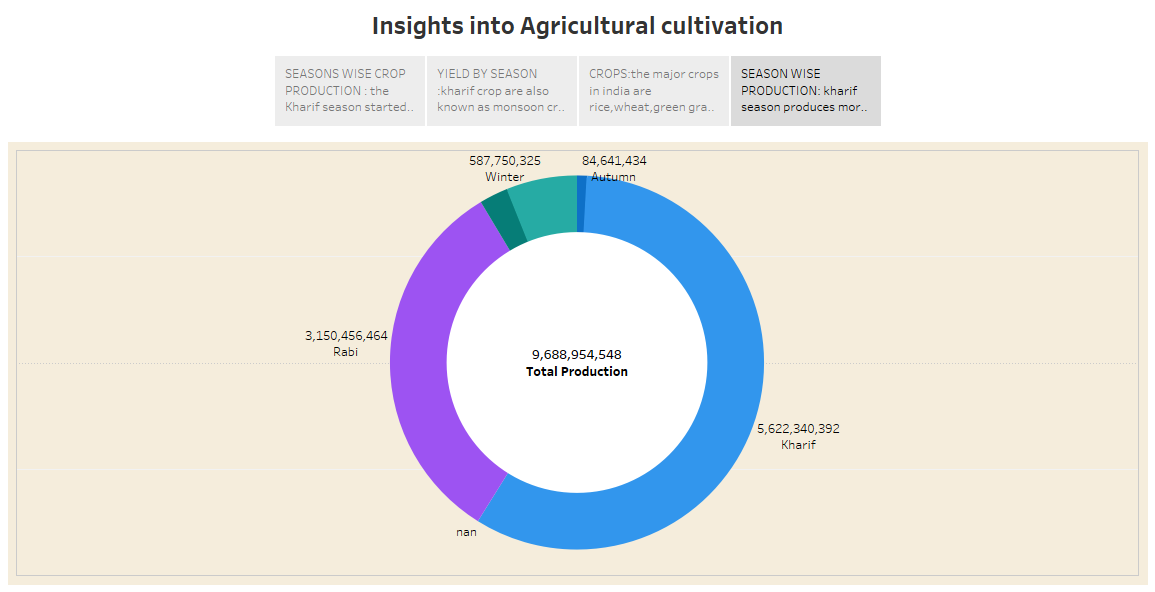 Insights into Agricultural cultivation
SEASONS WISE CROP
PRODUCTION : the
Kharif season started..
YIELD BY SEASON
:kharif crop are also
known as monsoon cr..
CROPS:the major crops
in india are
rice,wheat,green gra..
SEASON WISE
PRODUCTION: kharif
season produces mor..
587,750,325
Winter
84,641,434
Autumn
3,150,456,464
Rabi
9,688,954,548
Total Production
5,622,340,392
Kharif
nan